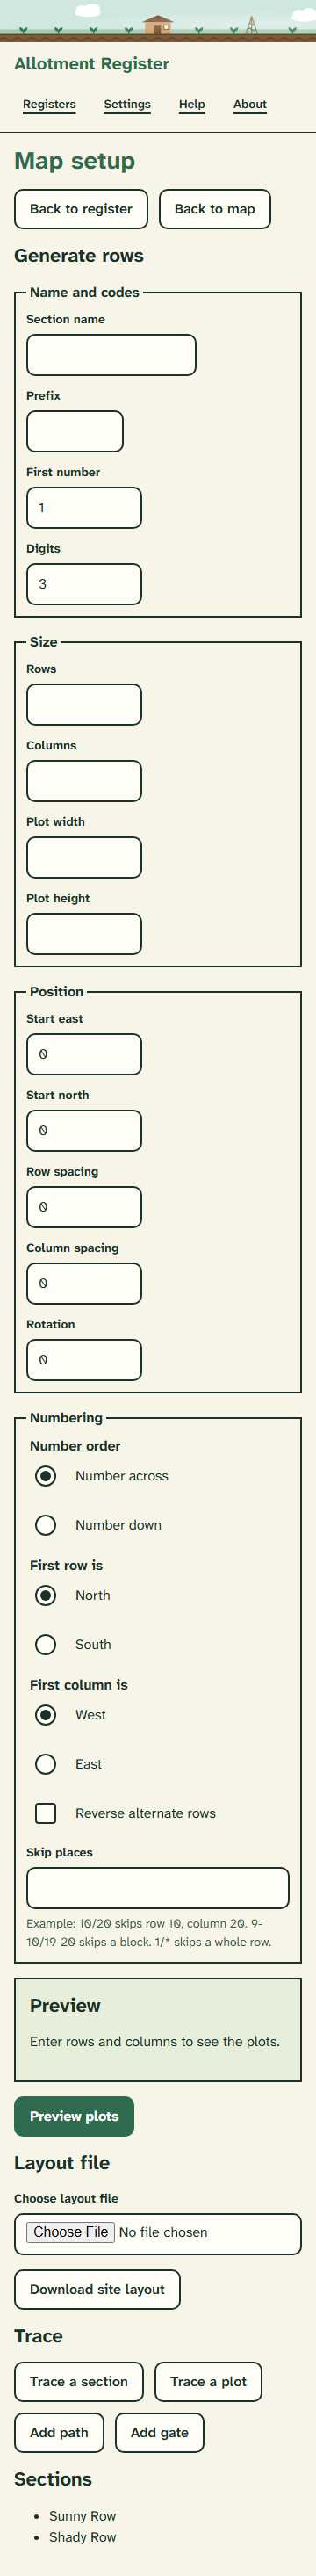 Allotment Register
Registers Settings Help About
Map setup
Back to register Back to map
Generate rows
Name and codes
Section name
Prefix
First number
1
Digits
3
Size
Rows
Columns
Plot width
Plot height
Position
Start east
0
Start north
0
Row spacing
0
Column spacing
0
Rotation
0
Numbering
Number order
Number across
Number down
First row is
North
South
First column is
West
East
Reverse alternate rows
Skip places
Example: 10/20 skips row 10, column 20. 9-
10/19-20 skips a block. 1/* skips a whole row.
Preview
Enter rows and columns to see the plots.
Preview plots
Layout file
Choose layout file
Choose File No file chosen
Download site layout
Trace
Trace a section Trace a plot
Add path Add gate
Sections
• Sunny Row
• Shady Row